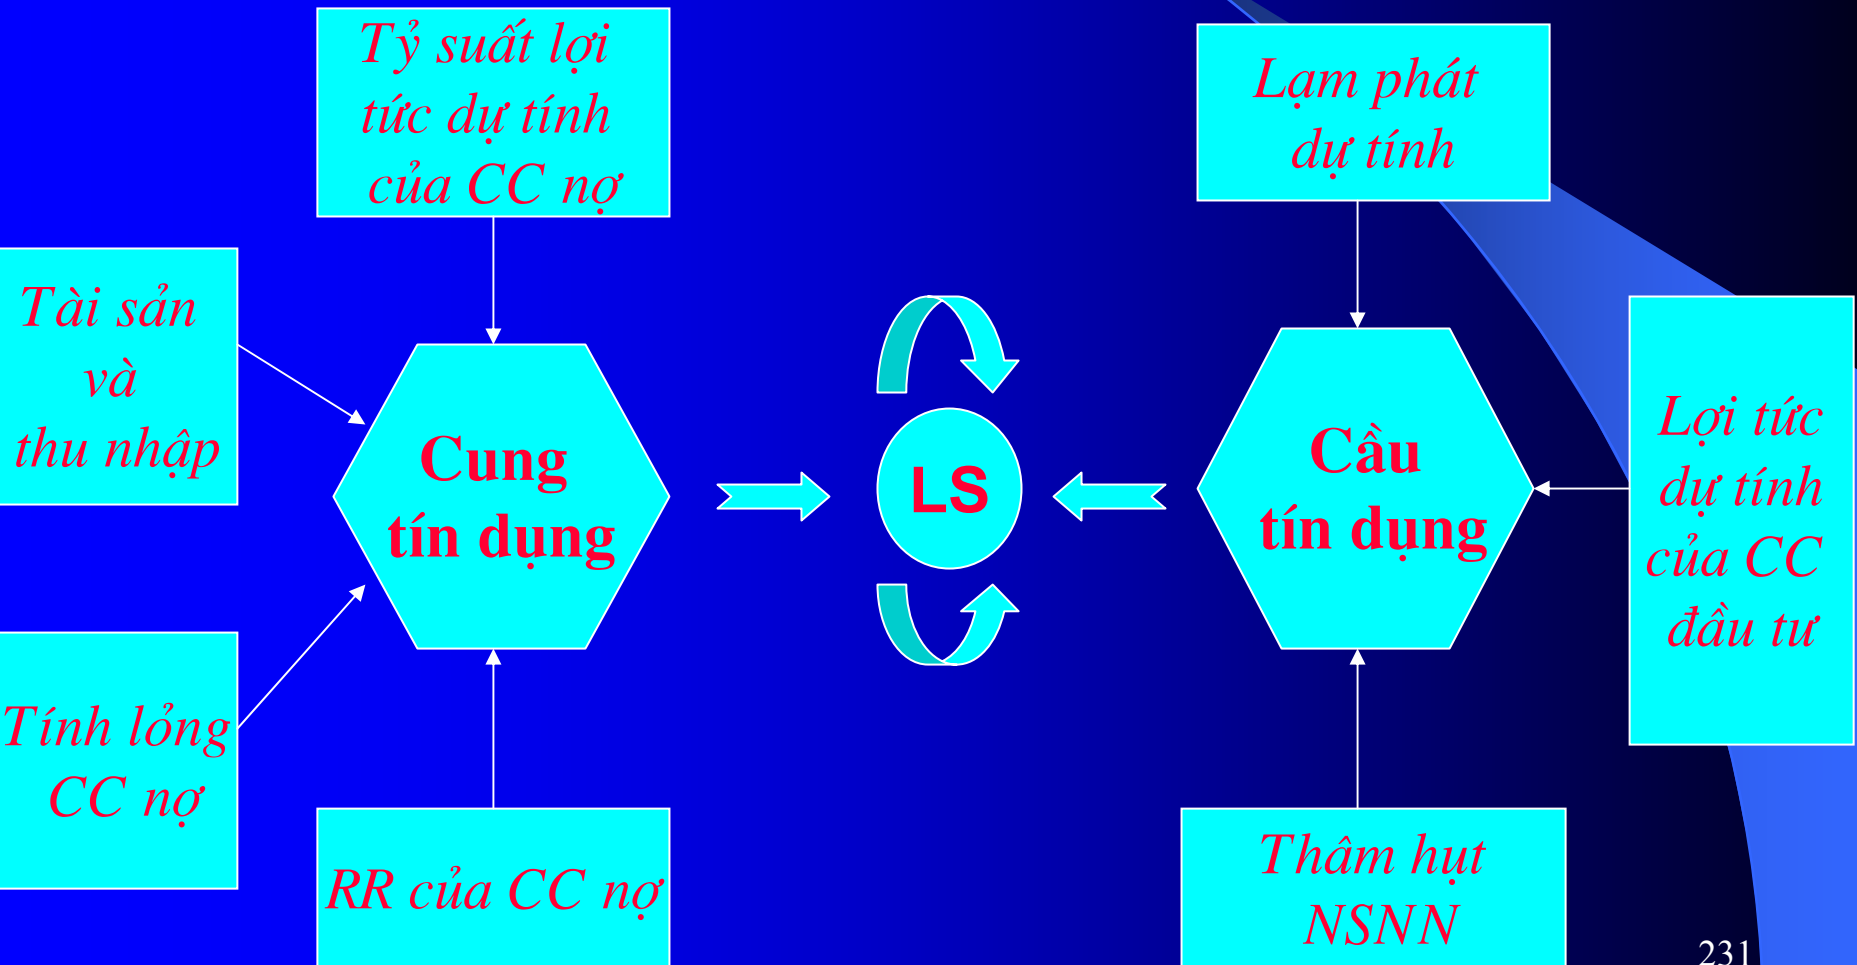 Tỷ suất lợi
tức dự tính
của CC nợ
Lạm phát
dự tính
Tài sản
và
thu nhập
Cung
tín dụng
LS
Cầu
tín dụng
Lợi tức
dự tính
của CC
đầu tư
Tính lỏng
CC nợ
RR của CC nợ
Thâm hụt
NSNN
231